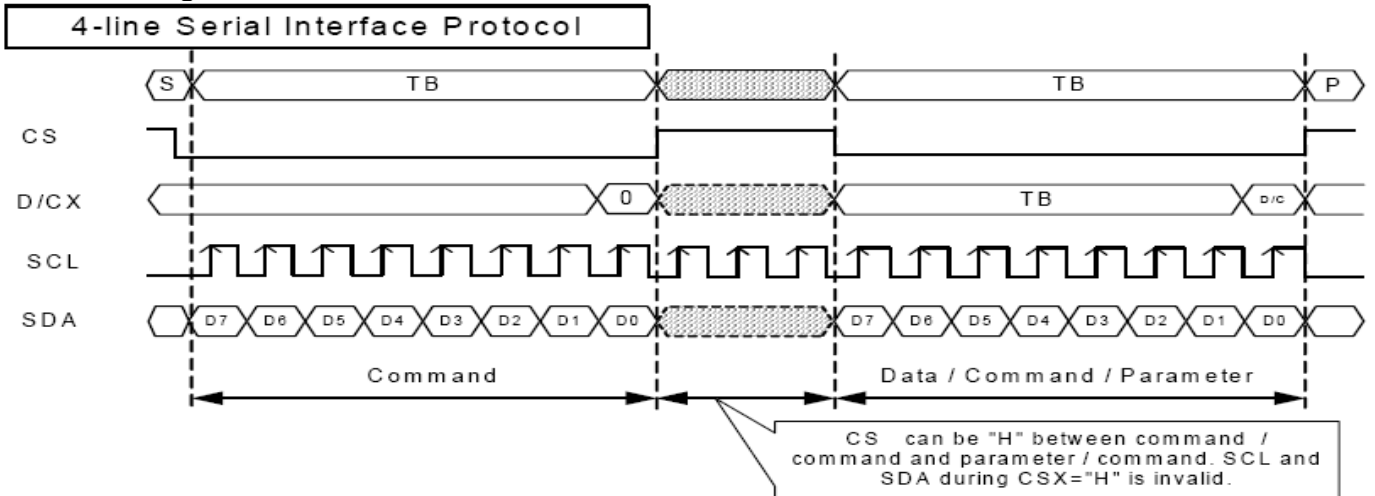 4-line Serial Interface Protocol
S TB TB P
CS
D/CX 0 TB D/C
SCL
SDA D7 D6 D5 D4 D3 D2 D1 D0 D7 D6 D5 D4 D3 D2 D1 D0
Command Data / Command / Parameter
CS can be "H" between command /
command and parameter / command. SCL and
SDA during CSX="H" is invalid.